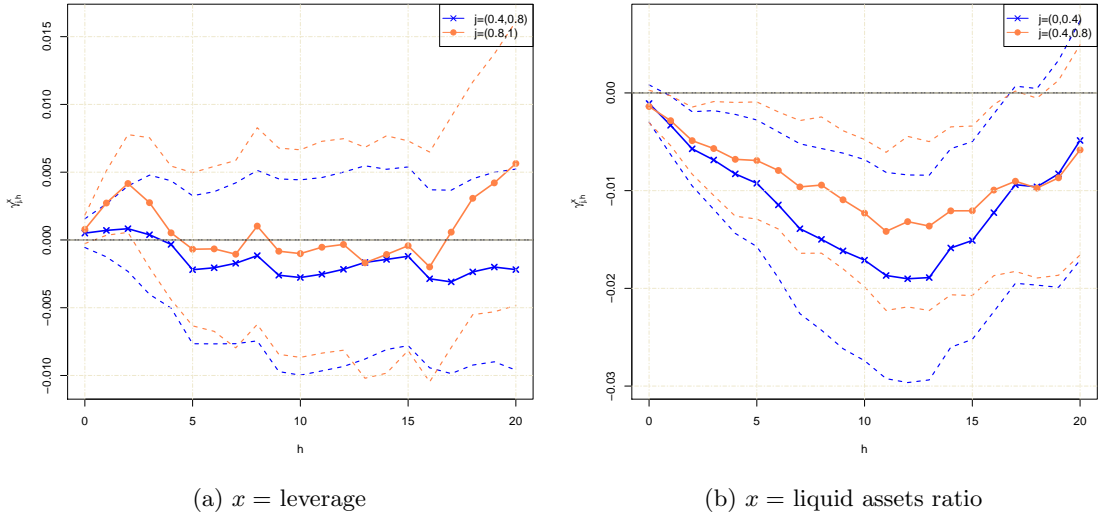 j=(0.4,0.8)
j=(0.8,1)
0.015
0.010
0.005
0.000
−0.005
−0.010
γ^x_{j,h}
0 5 10 15 20
h
(a) x = leverage
j=(0,0.4)
j=(0.4,0.8)
0.00
−0.01
−0.02
−0.03
γ^x_{j,h}
0 5 10 15 20
h
(b) x = liquid assets ratio